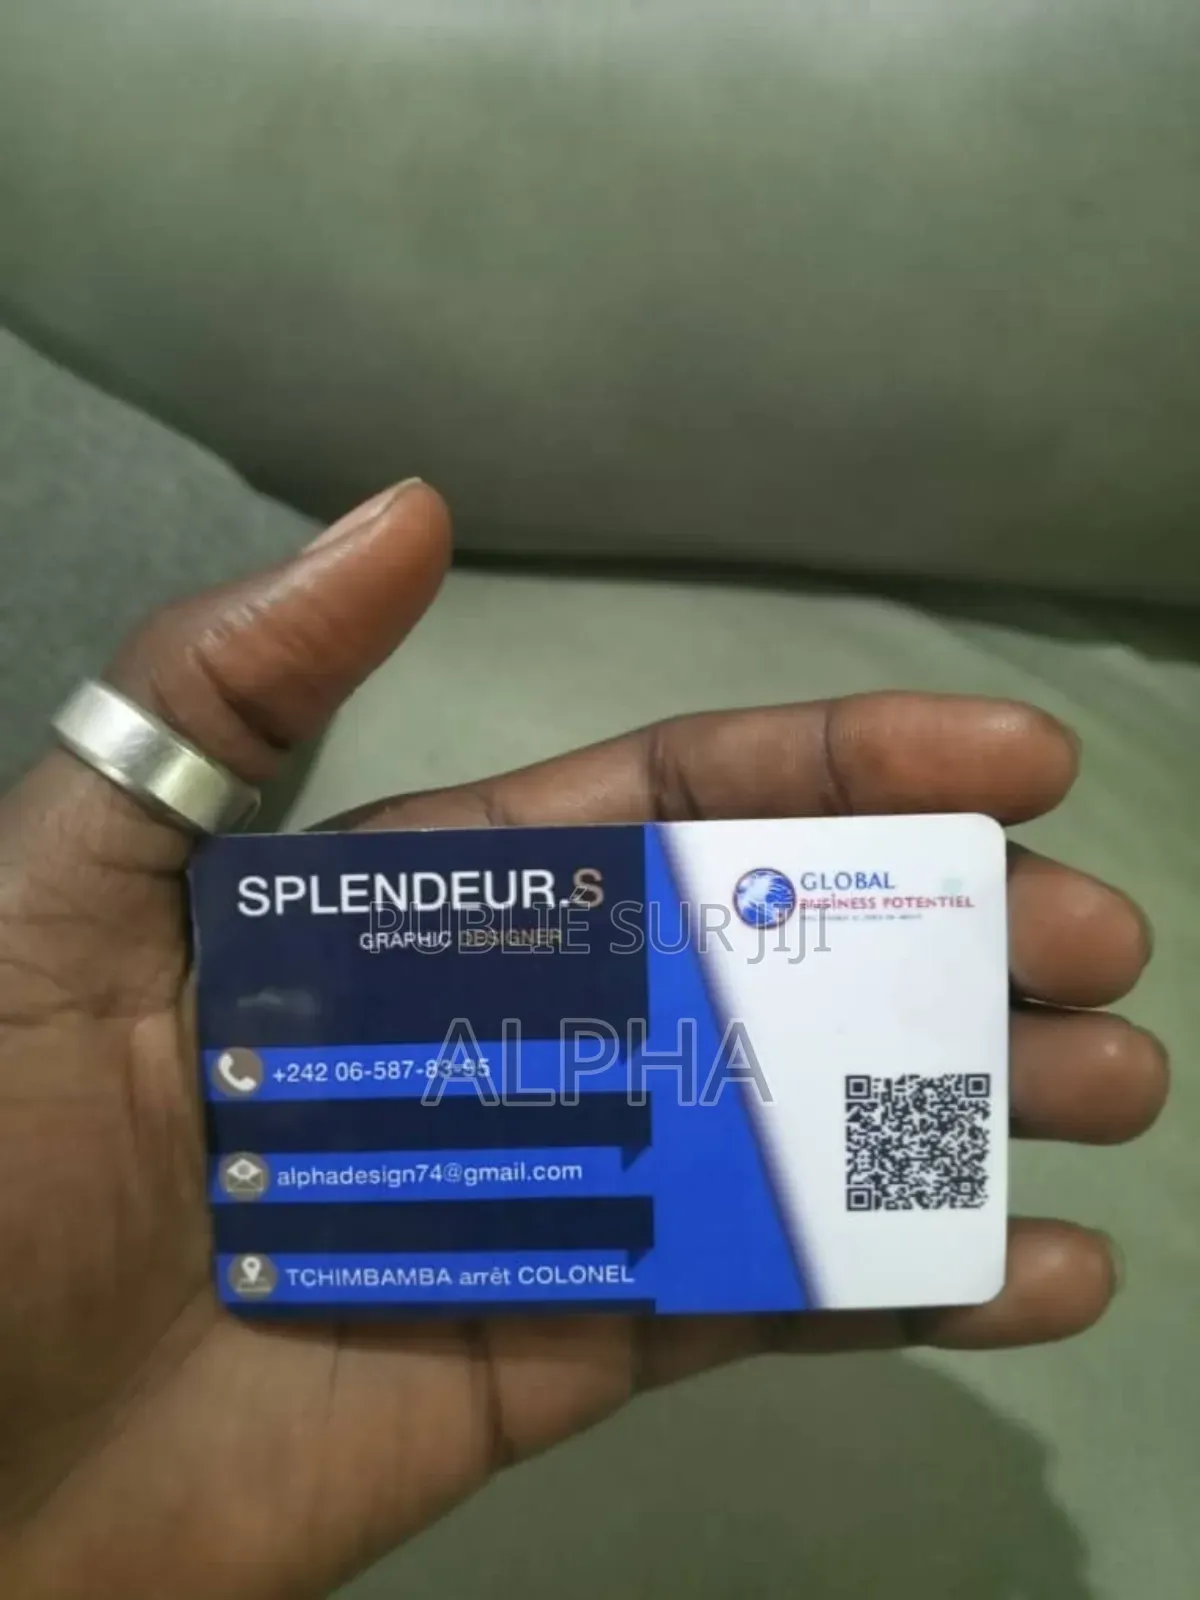 SPLENDEUR.S
GRAPHIC DESIGNER
+242 06-587-83-95
alphadesign74@gmail.com
TCHIMBAMBA arrêt COLONEL
GLOBAL
BUSINESS POTENTIEL
PUBLIÉ SUR JIJI
ALPHA